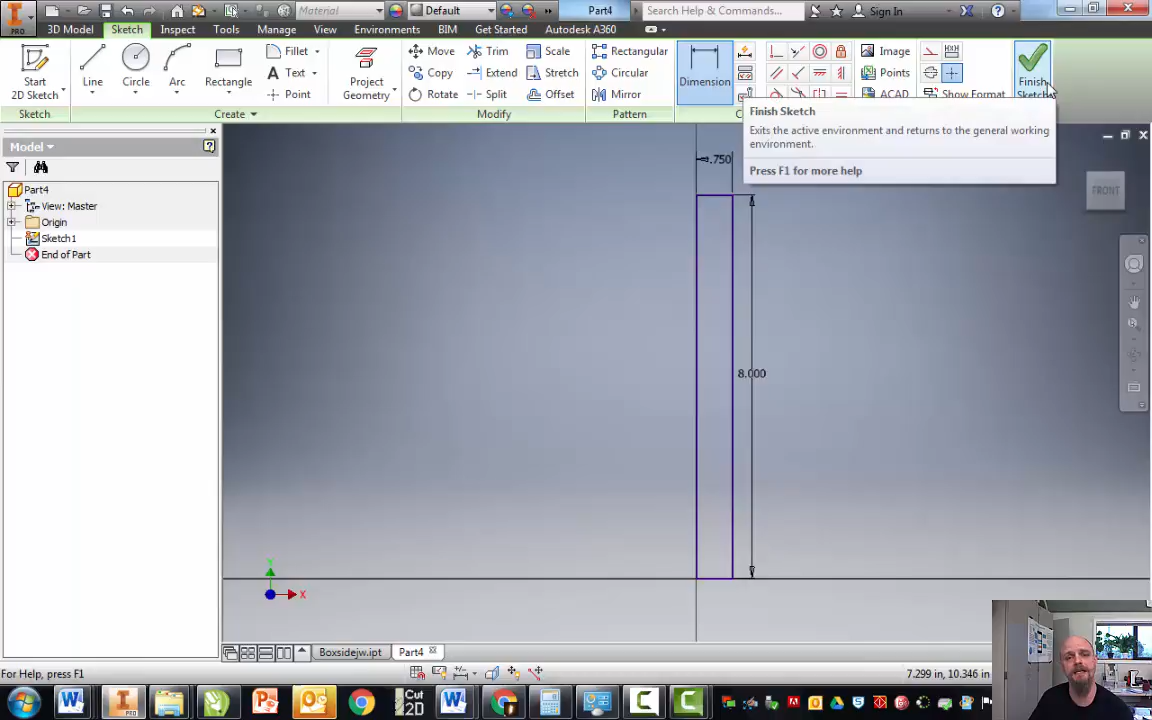 Material
Default
Part4
Search Help & Commands...
Sign In
PRO
3D Model
Sketch
Inspect
Tools
Manage
View
Environments
BIM
Get Started
Autodesk A360
Start
2D Sketch
Line
Circle
Arc
Rectangle
Fillet
Text
Point
Project
Geometry
Move
Copy
Rotate
Trim
Extend
Split
Scale
Stretch
Offset
Rectangular
Circular
Mirror
Dimension
Image
Points
ACAD
Show Format
Finish
Sketch
Sketch
Create
Modify
Pattern
Finish Sketch
Exits the active environment and returns to the general working
environment.
Press F1 for more help
Model
Part4
View: Master
Origin
Sketch1
End of Part
.750
8.000
FRONT
Y
X
Boxsidejw.ipt
Part4
For Help, press F1
7.299 in, 10.346 in
PRO
Cut
2D